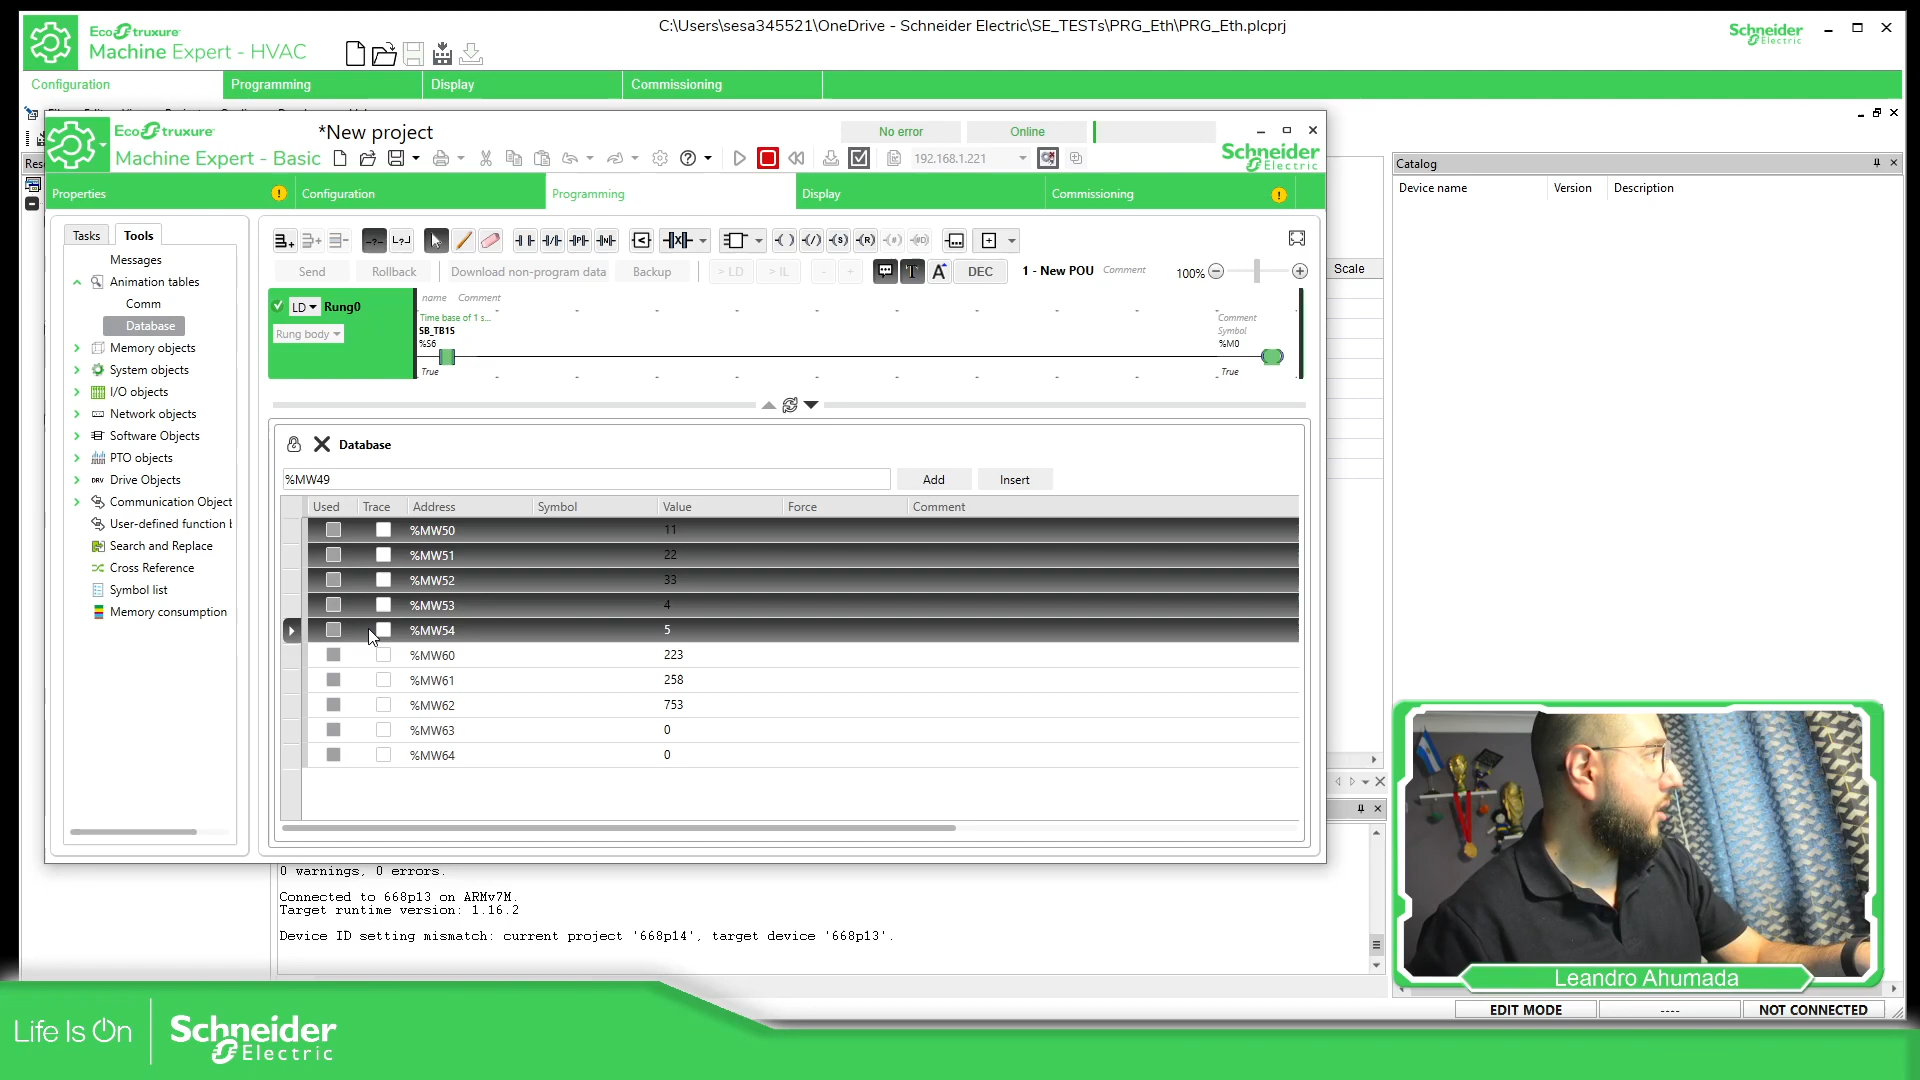 C:\Users\sesa345521\OneDrive - Schneider Electric\SE_TESTs\PRG_Eth\PRG_Eth.plcprj
EcoStruxure
Machine Expert - HVAC
Schneider Electric
Configuration
Programming
Display
Commissioning
EcoStruxure
Machine Expert - Basic
*New project
No error
Online
192.168.1.221
Schneider Electric
Properties
Configuration
Programming
Display
Commissioning
Catalog
Device name
Version
Description
Scale
Tasks
Tools
Messages
Animation tables
Comm
Database
Memory objects
System objects
I/O objects
Network objects
Software Objects
PTO objects
DRV Drive Objects
Communication Object
User-defined function
Search and Replace
Cross Reference
Symbol list
Memory consumption
Send
Rollback
Download non-program data
Backup
> LD
> IL
DEC
1 - New POU
Comment
100%
LD
Rung0
Rung body
name
Comment
Time base of 1 s...
SB_TB1S
%S6
True
Comment
Symbol
%M0
True
Database
%MW49
Add
Insert
Used
Trace
Address
Symbol
Value
Force
Comment
%MW50 11
%MW51 22
%MW52 33
%MW53 4
%MW54 5
%MW60 223
%MW61 258
%MW62 753
%MW63 0
%MW64 0
0 warnings, 0 errors.
Connected to 668p13 on ARMv7M.
Target runtime version: 1.16.2
Device ID setting mismatch: current project '668p14', target device '668p13'.
Leandro Ahumada
EDIT MODE
----
NOT CONNECTED
Life Is On
Schneider Electric